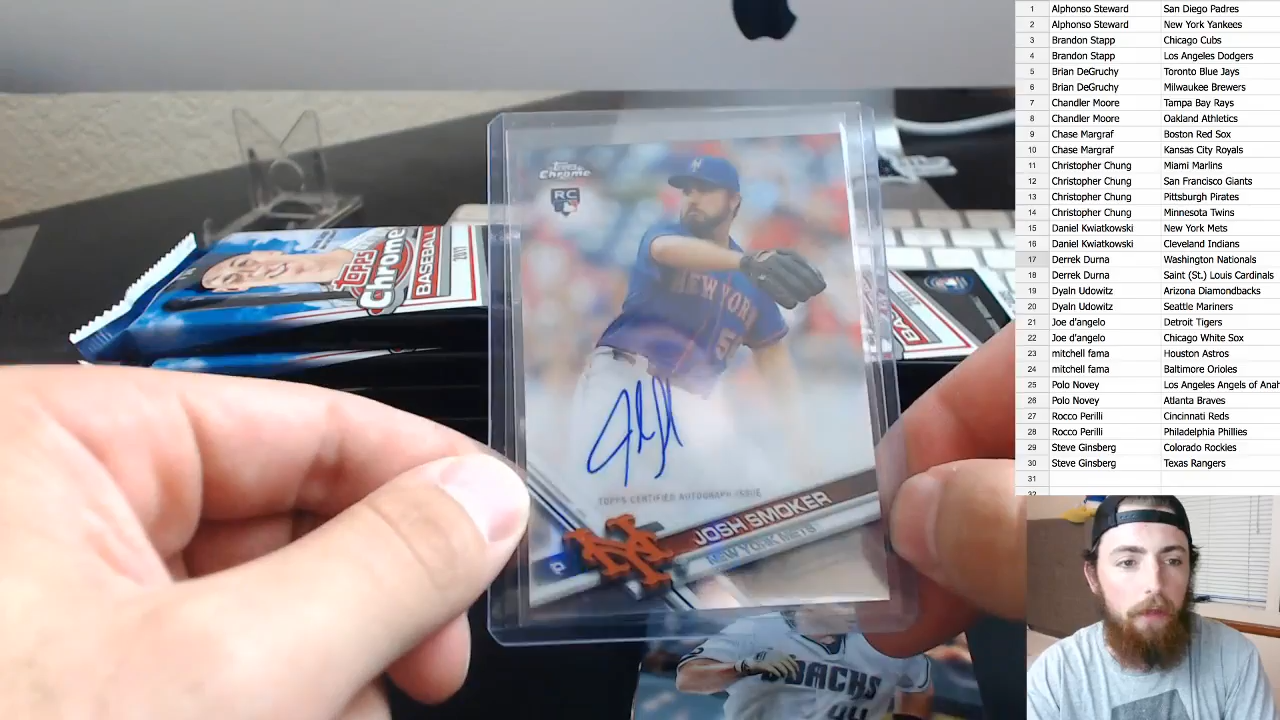 Topps
Chrome
RC
NEW YORK
TOPPS CERTIFIED AUTOGRAPH ISSUE
JOSH SMOKER
NEW YORK METS
TOPPS
Chrome
BASEBALL
2017
44
1 Alphonso Steward San Diego Padres
2 Alphonso Steward New York Yankees
3 Brandon Stapp Chicago Cubs
4 Brandon Stapp Los Angeles Dodgers
5 Brian DeGruchy Toronto Blue Jays
6 Brian DeGruchy Milwaukee Brewers
7 Chandler Moore Tampa Bay Rays
8 Chandler Moore Oakland Athletics
9 Chase Margraf Boston Red Sox
10 Chase Margraf Kansas City Royals
11 Christopher Chung Miami Marlins
12 Christopher Chung San Francisco Giants
13 Christopher Chung Pittsburgh Pirates
14 Christopher Chung Minnesota Twins
15 Daniel Kwiatkowski New York Mets
16 Daniel Kwiatkowski Cleveland Indians
17 Derrek Durna Washington Nationals
18 Derrek Durna Saint (St.) Louis Cardinals
19 Dyaln Udowitz Arizona Diamondbacks
20 Dyaln Udowitz Seattle Mariners
21 Joe d'angelo Detroit Tigers
22 Joe d'angelo Chicago White Sox
23 mitchell fama Houston Astros
24 mitchell fama Baltimore Orioles
25 Polo Novey Los Angeles Angels of Anal
26 Polo Novey Atlanta Braves
27 Rocco Perilli Cincinnati Reds
28 Rocco Perilli Philadelphia Phillies
29 Steve Ginsberg Colorado Rockies
30 Steve Ginsberg Texas Rangers
31